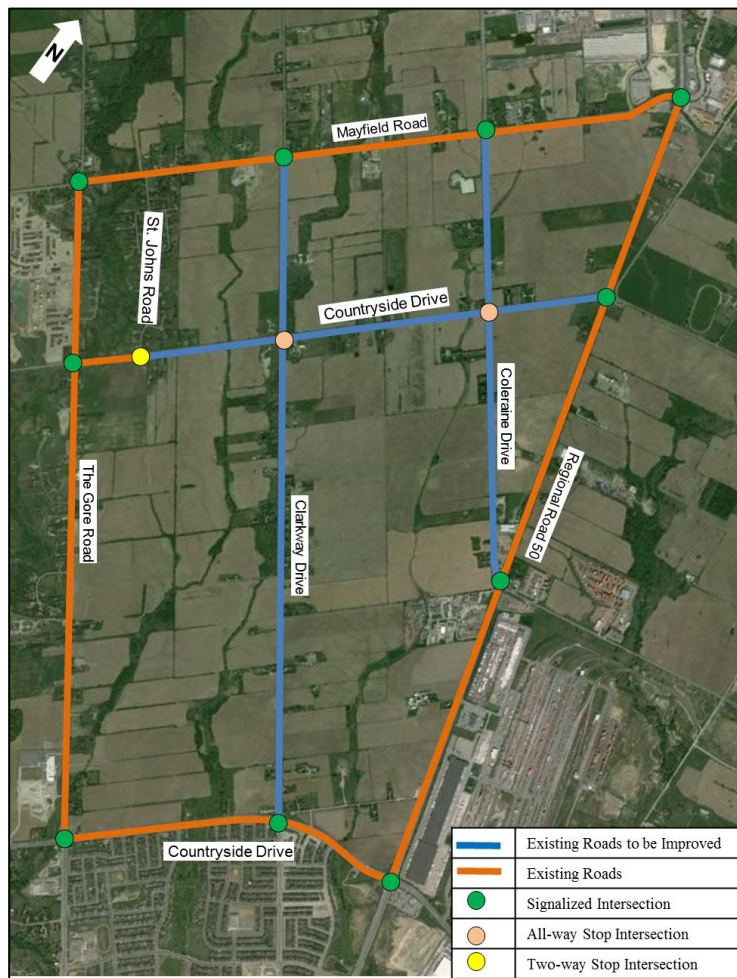 N
Mayfield Road
St. Johns Road
Countryside Drive
Coleraine Drive
Regional Road 50
The Gore Road
Clarkway Drive
Countryside Drive
Existing Roads to be Improved
Existing Roads
Signalized Intersection
All-way Stop Intersection
Two-way Stop Intersection